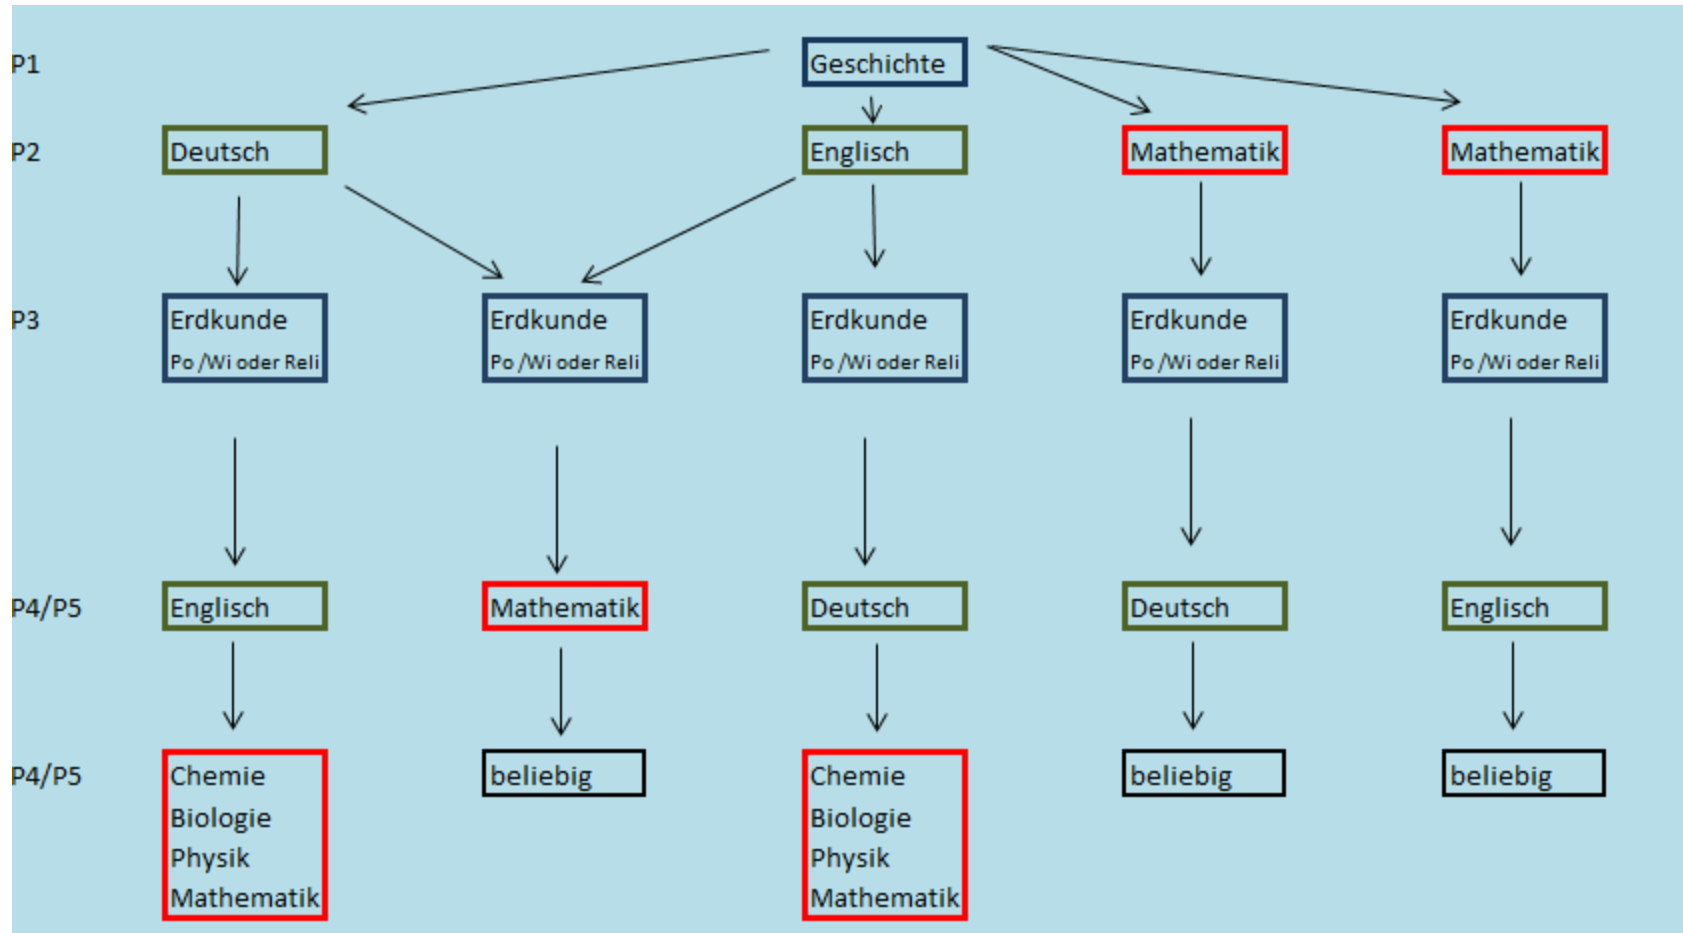 P1 Geschichte
P2 Deutsch Englisch Mathematik Mathematik
P3 Erdkunde Erdkunde Erdkunde Erdkunde Erdkunde
Po /Wi oder Reli Po /Wi oder Reli Po /Wi oder Reli Po /Wi oder Reli Po /Wi oder Reli
P4/P5 Englisch Mathematik Deutsch Deutsch Englisch
P4/P5 Chemie beliebig Chemie beliebig beliebig
Biologie Biologie
Physik Physik
Mathematik Mathematik